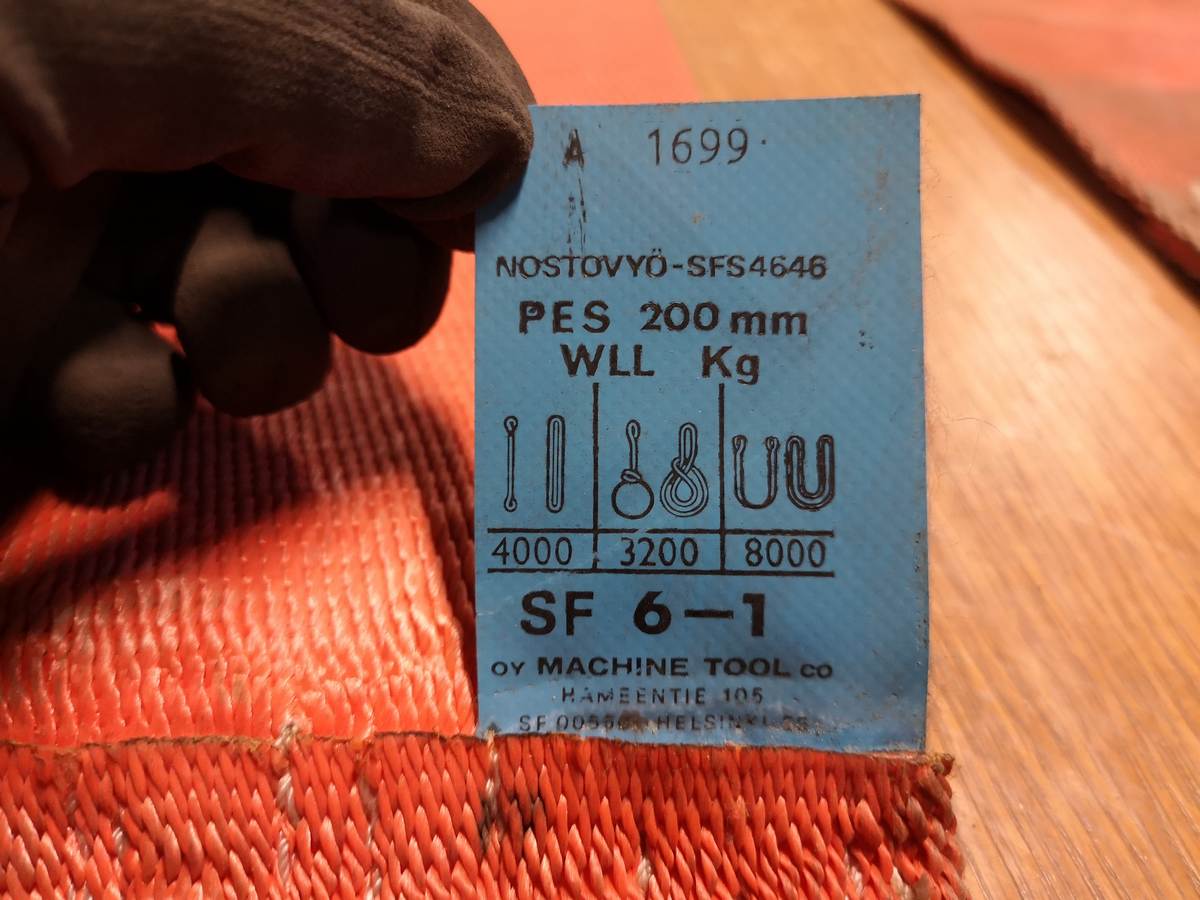 A 1699
NOSTOVYÖ-SFS4646
PES 200 mm
WLL Kg
4000 3200 8000
SF 6-1
OY MACHINE TOOL CO
HÄMEENTIE 105
HELSINKI